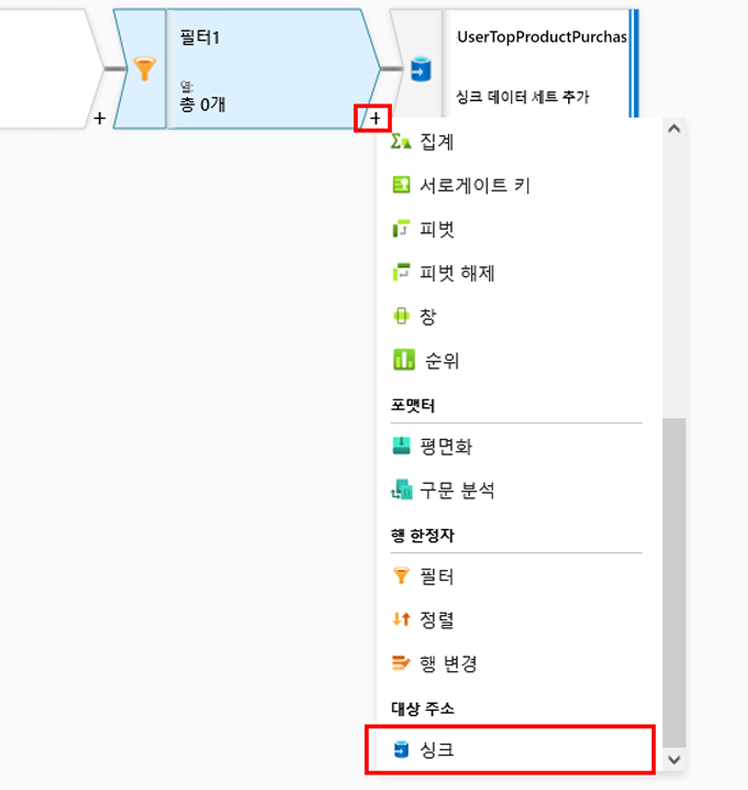 필터1
UserTopProductPurchas
열:
총 0개
싱크 데이터 세트 추가
+
+
집계
서로게이트 키
피벗
피벗 해제
창
순위
포맷터
평면화
구문 분석
행 한정자
필터
정렬
행 변경
대상 주소
싱크